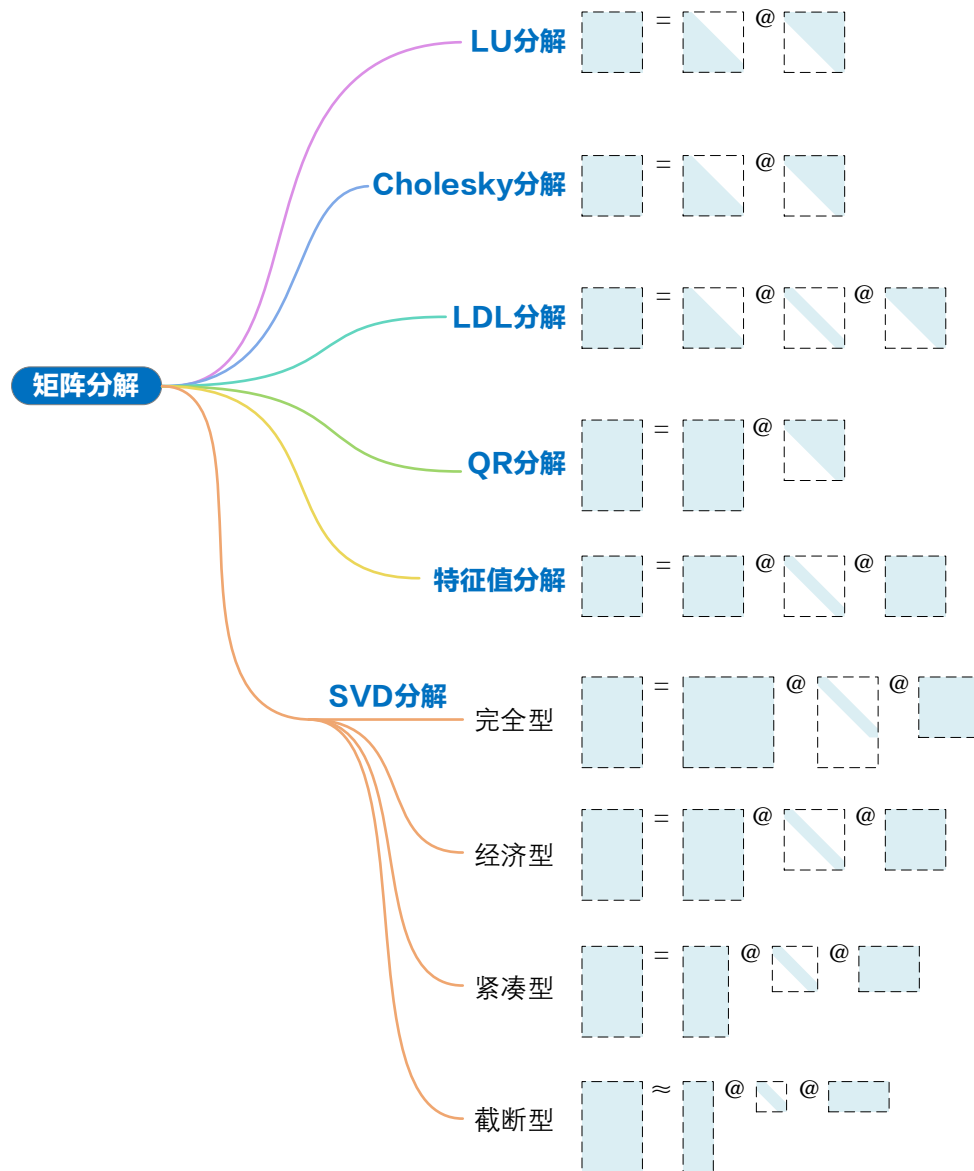 LU分解 = @
Cholesky分解 = @
LDL分解 = @ @
矩阵分解
QR分解 = @
特征值分解 = @ @
SVD分解
完全型 = @ @
经济型 = @ @
紧凑型 = @ @
截断型 ≈ @ @